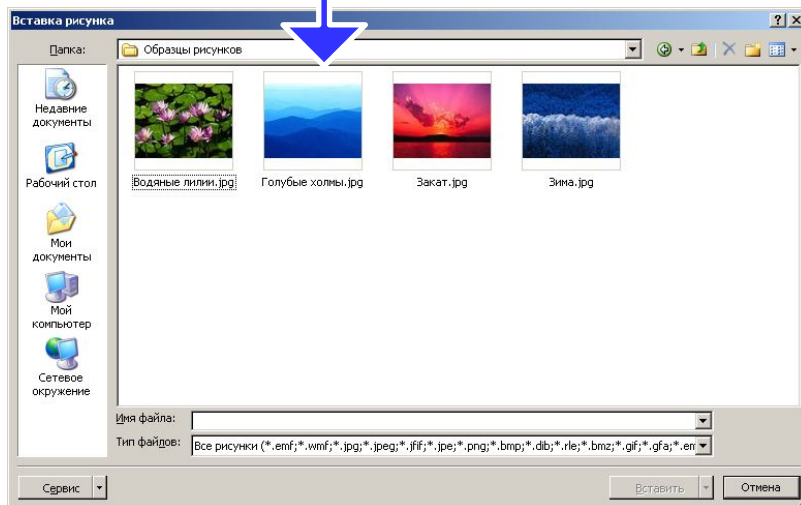 Вставка рисунка
Папка:
Образцы рисунков
Недавние
документы
Рабочий стол
Мои
документы
Мой
компьютер
Сетевое
окружение
Водяные лилии.jpg
Голубые холмы.jpg
Закат.jpg
Зима.jpg
Имя файла:
Тип файлов:
Все рисунки (*.emf;*.wmf;*.jpg;*.jpeg;*.jfif;*.jpe;*.png;*.bmp;*.dib;*.rle;*.bmz;*.gif;*.gfa;*.em
Сервис
Вставить
Отмена